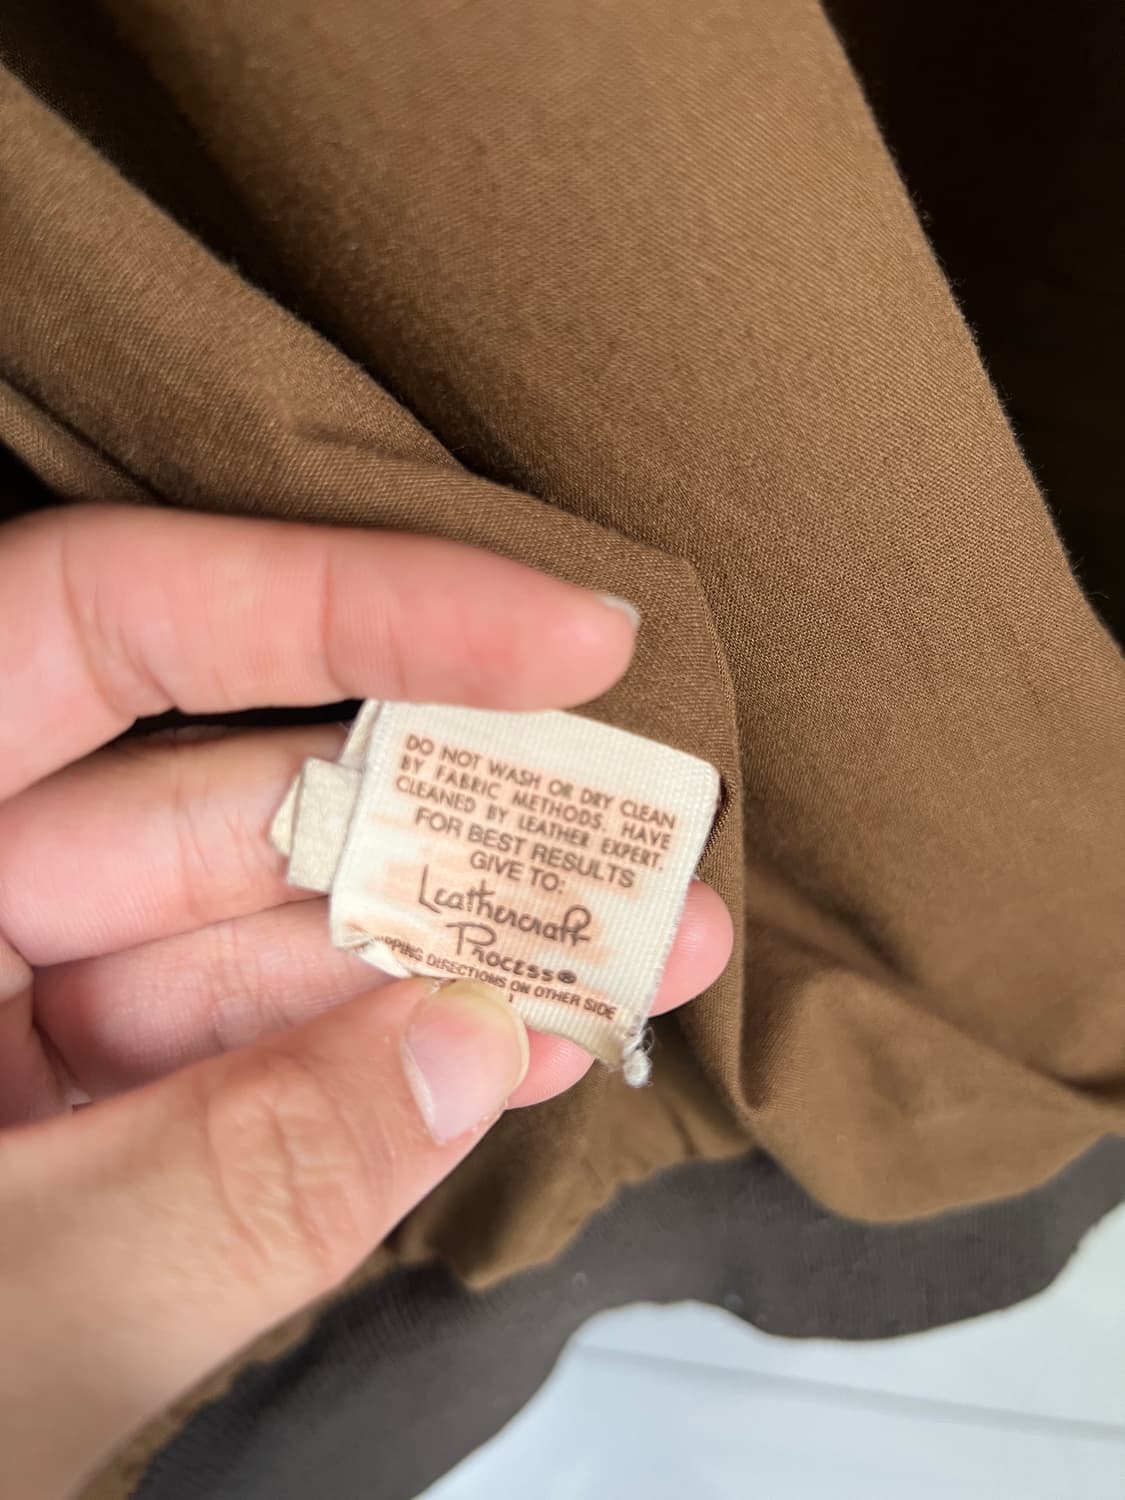 DO NOT WASH OR DRY CLEAN
BY FABRIC METHODS. HAVE
CLEANED BY LEATHER EXPERT.
FOR BEST RESULTS
GIVE TO:
Leathercraft
Process®
DIRECTIONS ON OTHER SIDE